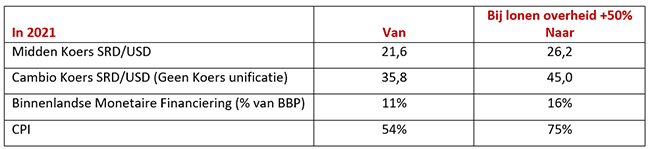 Bij lonen overheid +50%
In 2021 Van Naar
Midden Koers SRD/USD 21,6 26,2
Cambio Koers SRD/USD (Geen Koers unificatie) 35,8 45,0
Binnenlandse Monetaire Financiering (% van BBP) 11% 16%
CPI 54% 75%